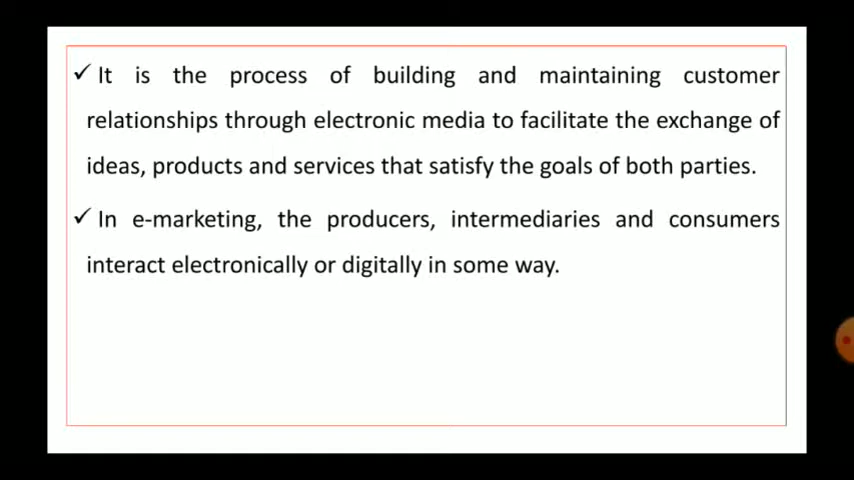 ✓ It is the process of building and maintaining customer
relationships through electronic media to facilitate the exchange of
ideas, products and services that satisfy the goals of both parties.
✓ In e-marketing, the producers, intermediaries and consumers
interact electronically or digitally in some way.